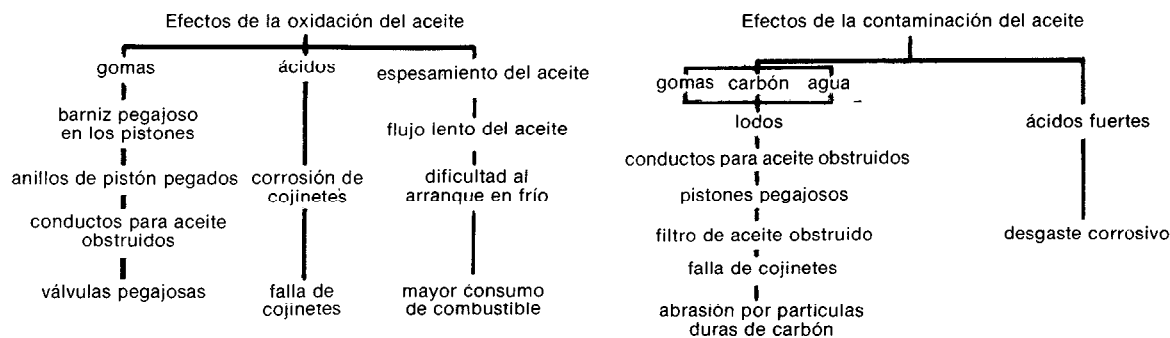 Efectos de la oxidación del aceite
gomas
barniz pegajoso
en los pistones
anillos de pistón pegados
conductos para aceite
obstruidos
válvulas pegajosas
ácidos
corrosión de
cojinetes
falla de
cojinetes
espesamiento del aceite
flujo lento del aceite
dificultad al
arranque en frío
mayor consumo
de combustible
Efectos de la contaminación del aceite
gomas carbón agua
lodos
conductos para aceite obstruidos
pistones pegajosos
filtro de aceite obstruido
falla de cojinetes
abrasión por partículas
duras de carbón
ácidos fuertes
desgaste corrosivo